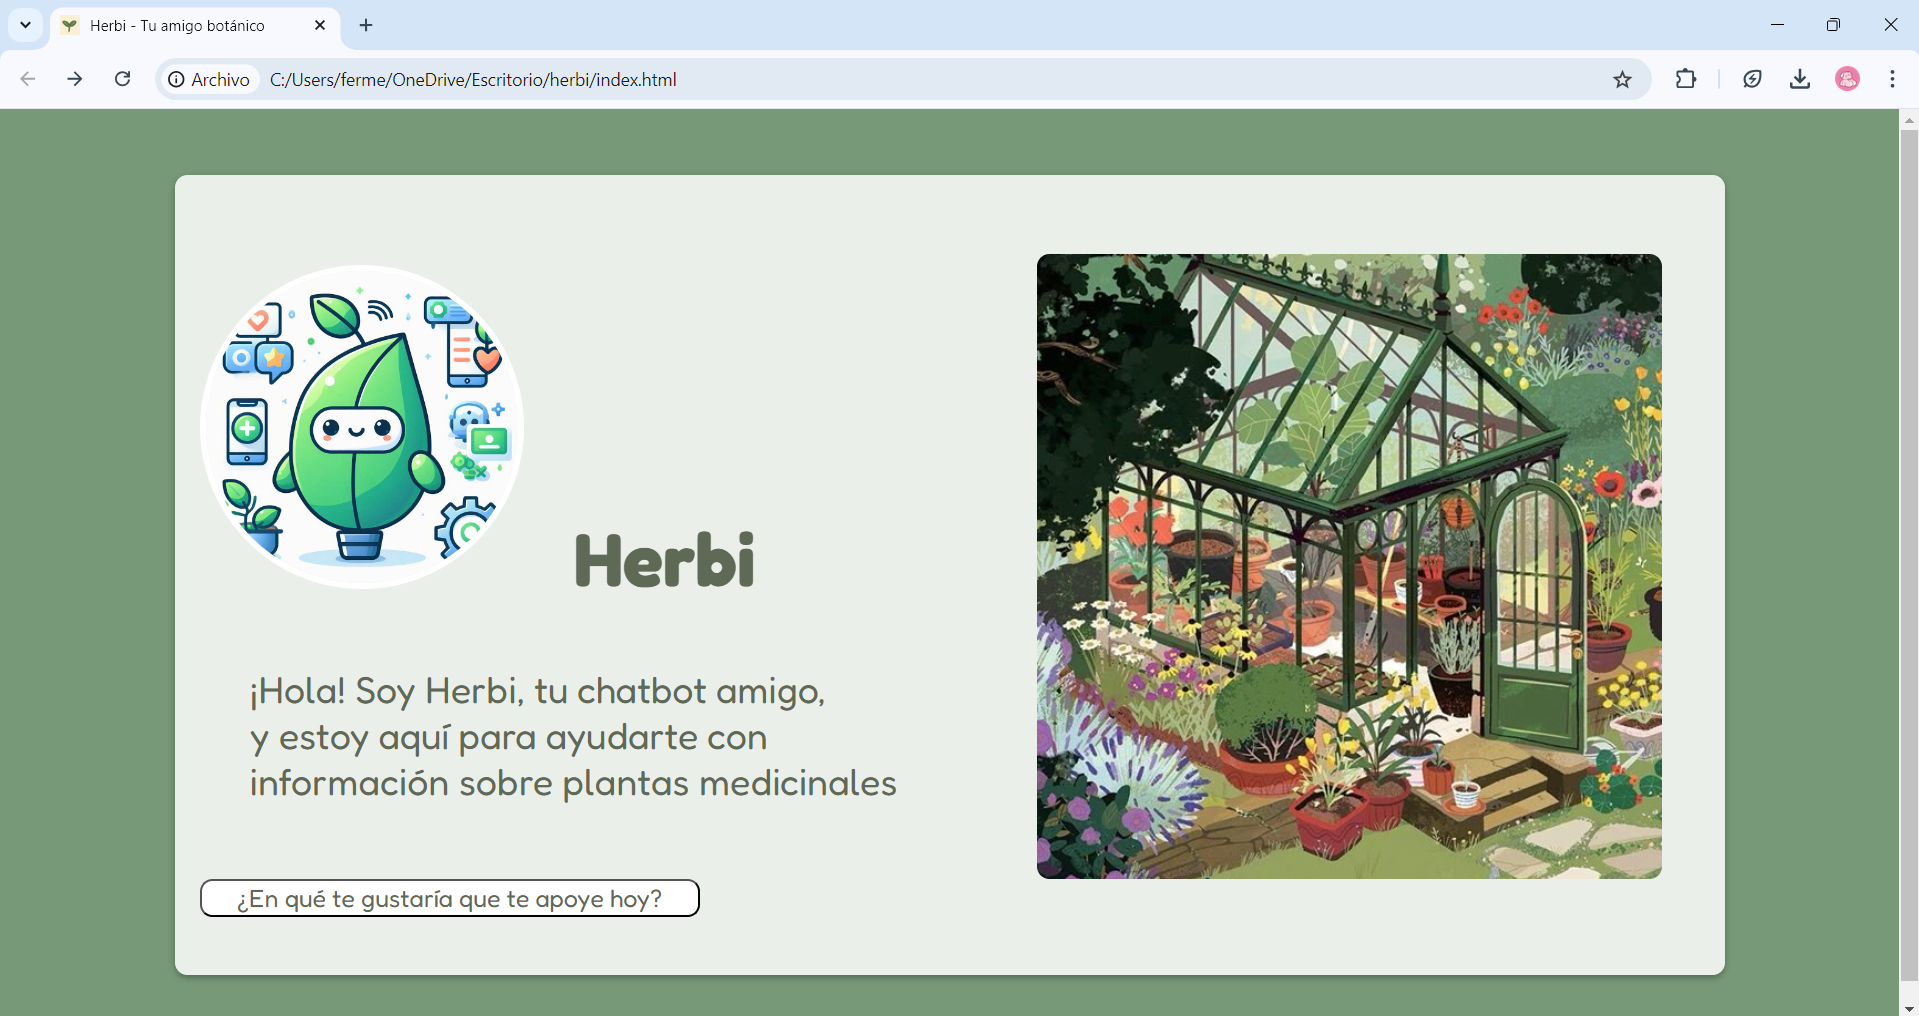 Herbi - Tu amigo botánico
Archivo C:/Users/ferme/OneDrive/Escritorio/herbi/index.html
Herbi
¡Hola! Soy Herbi, tu chatbot amigo,
y estoy aquí para ayudarte con
información sobre plantas medicinales
¿En qué te gustaría que te apoye hoy?